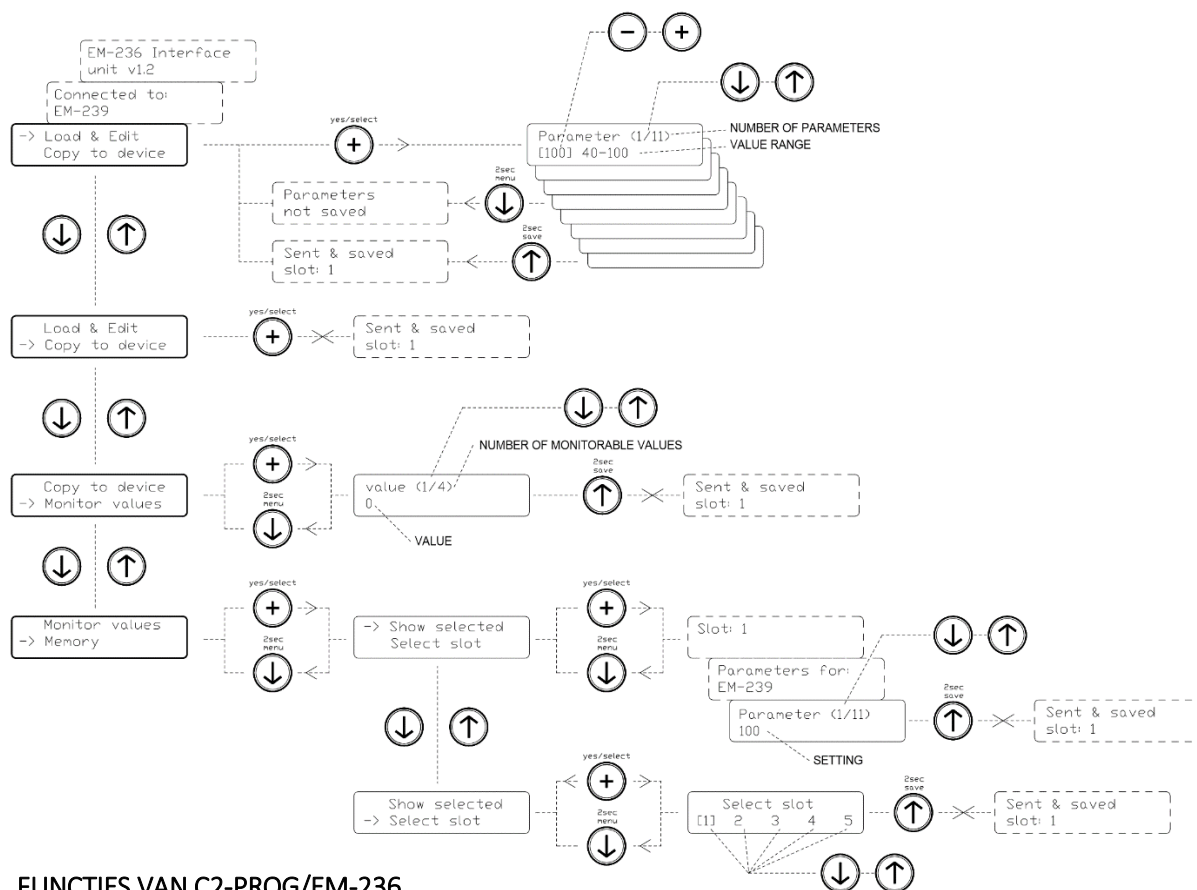 EM-236 Interface
unit v1.2
Connected to:
EM-239
-> Load & Edit
Copy to device
yes/select
Parameter (1/11)
[100] 40-100
NUMBER OF PARAMETERS
VALUE RANGE
2sec
menu
Parameters
not saved
2sec
save
Sent & saved
slot: 1
Load & Edit
-> Copy to device
yes/select
Sent & saved
slot: 1
Copy to device
-> Monitor values
yes/select
2sec
menu
value (1/4)
0
NUMBER OF MONITORABLE VALUES
VALUE
2sec
save
Sent & saved
slot: 1
Monitor values
-> Memory
yes/select
2sec
menu
-> Show selected
Select slot
yes/select
2sec
menu
Slot: 1
Parameters for:
EM-239
Parameter (1/11)
100
SETTING
2sec
save
Sent & saved
slot: 1
Show selected
-> Select slot
yes/select
2sec
menu
Select slot
[1] 2 3 4 5
2sec
save
Sent & saved
slot: 1
FUNCTIES VAN C2-PROG/EM-236